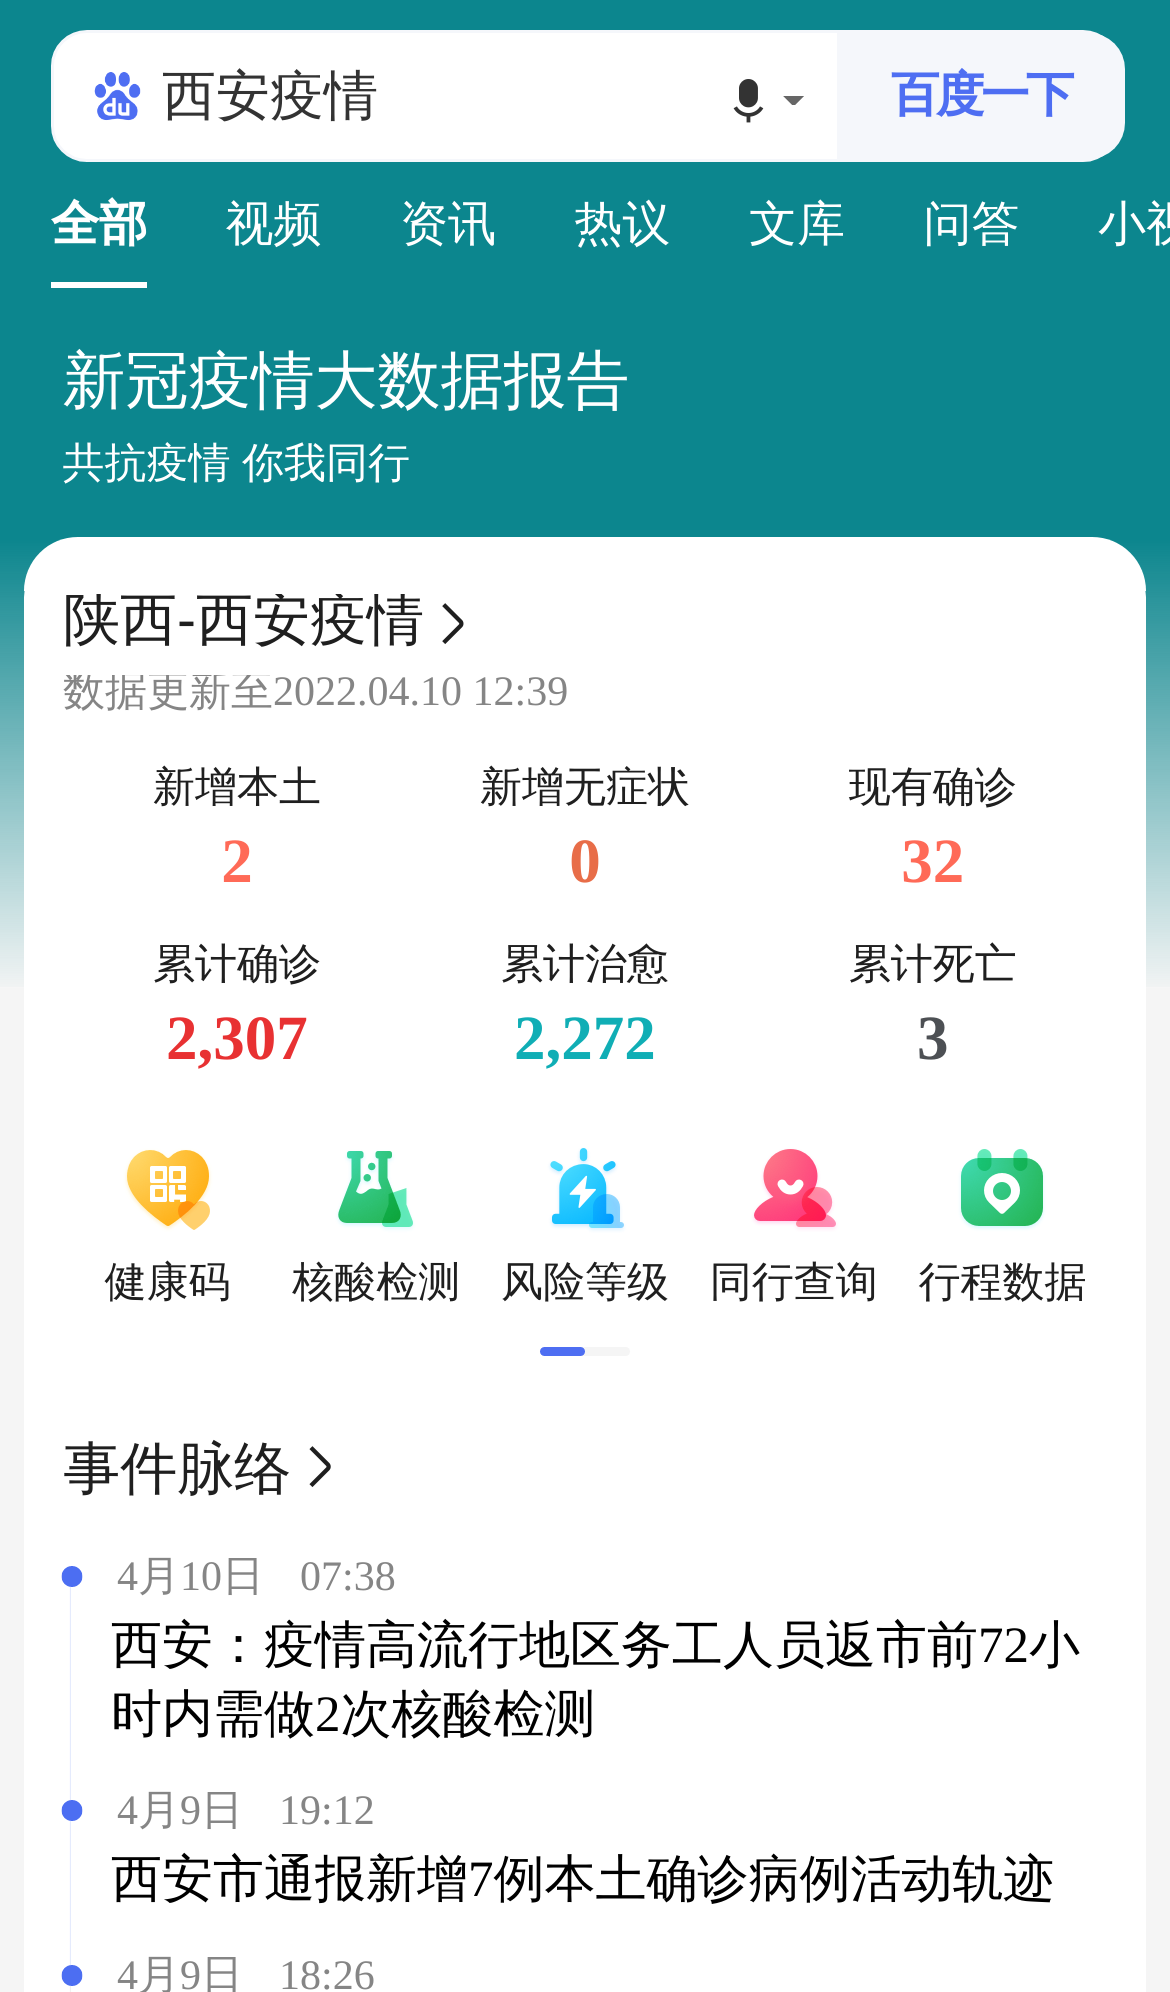 du 西安疫情 百度一下
全部 视频 资讯 热议 文库 问答 小视
新冠疫情大数据报告
共抗疫情 你我同行
陕西-西安疫情
数据更新至2022.04.10 12:39
新增本土 新增无症状 现有确诊
2 0 32
累计确诊 累计治愈 累计死亡
2,307 2,272 3
健康码 核酸检测 风险等级 同行查询 行程数据
事件脉络
4月10日 07:38
西安：疫情高流行地区务工人员返市前72小
时内需做2次核酸检测
4月9日 19:12
西安市通报新增7例本土确诊病例活动轨迹
4月9日 18:26